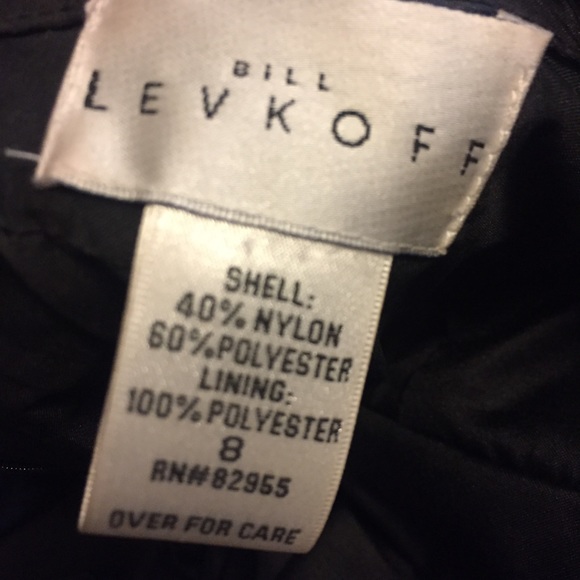 BILL
LEVKOFF
SHELL:
40% NYLON
60%POLYESTER
LINING:
100%POLYESTER
8
RN#82955
OVER FOR CARE